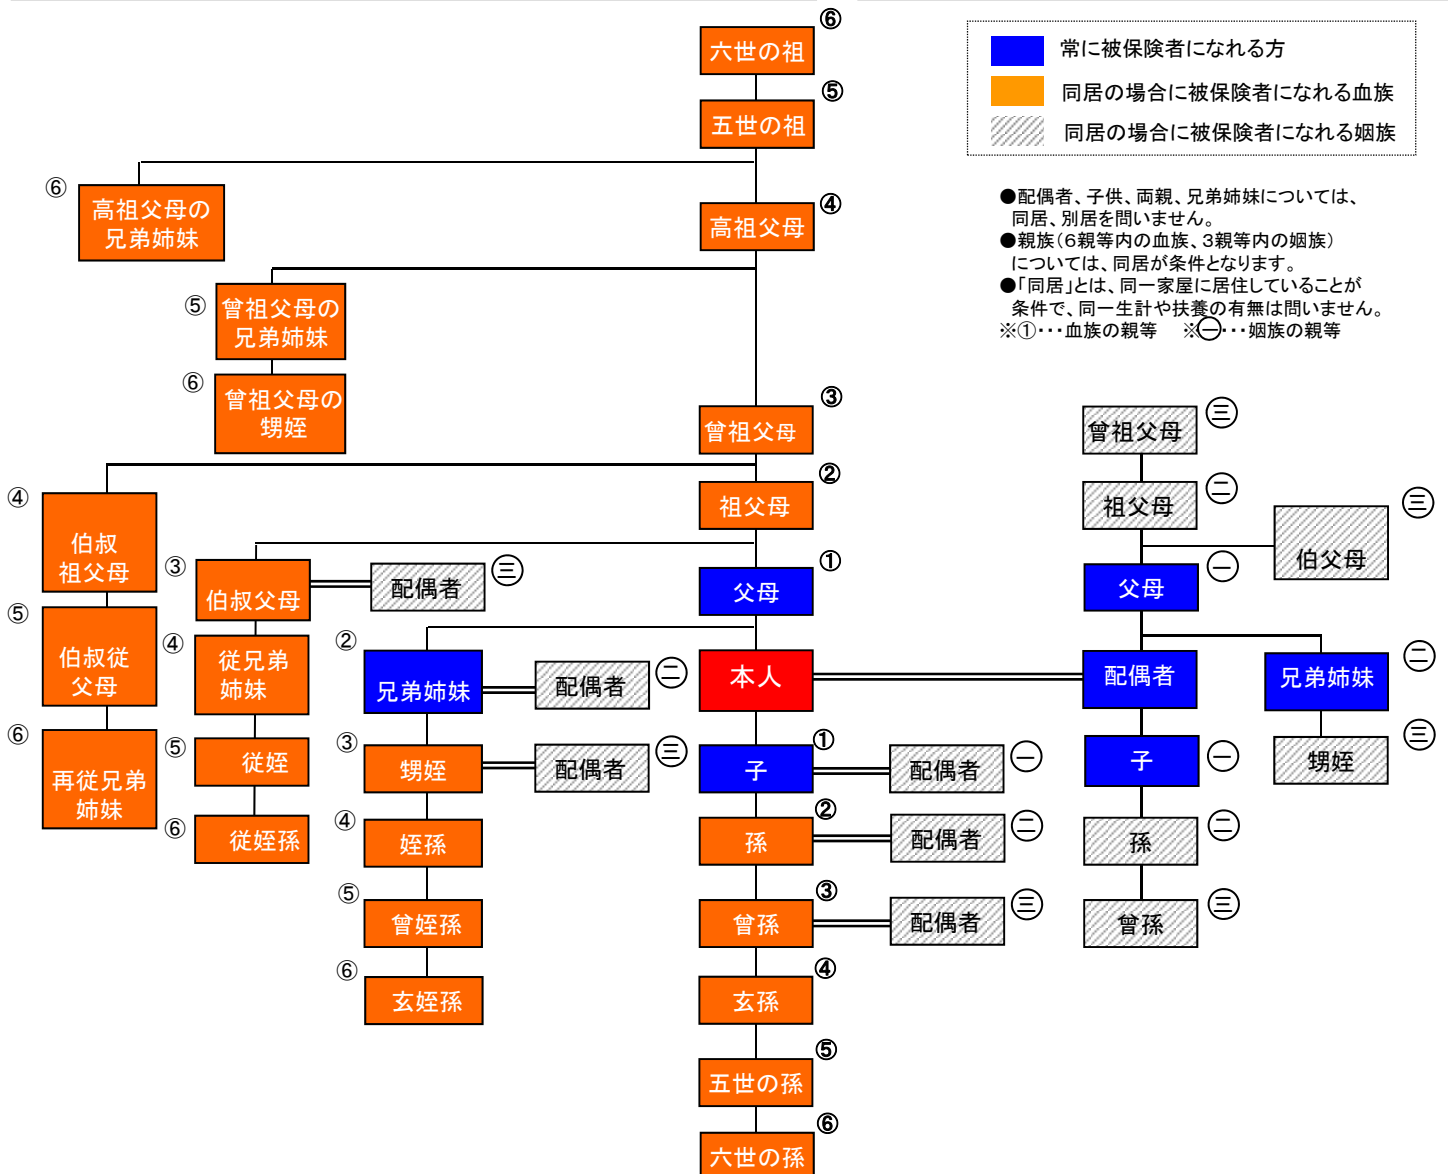 ⑥
六世の祖
⑤
五世の祖
⑥
高祖父母の
兄弟姉妹
④
高祖父母
⑤
曾祖父母の
兄弟姉妹
⑥
曾祖父母の
甥姪
③
曾祖父母
②
祖父母
④
伯叔
祖父母
③
伯叔父母
配偶者
㊂
①
父母
⑤
伯叔従
父母
④
従兄弟
姉妹
②
兄弟姉妹
配偶者
㊁
本人
⑥
再従兄弟
姉妹
⑤
従姪
③
甥姪
配偶者
㊂
①
子
配偶者
㊀
⑥
従姪孫
④
姪孫
②
孫
配偶者
㊁
⑤
曾姪孫
③
曾孫
配偶者
㊂
⑥
玄姪孫
④
玄孫
⑤
五世の孫
⑥
六世の孫
常に被保険者になれる方
同居の場合に被保険者になれる血族
同居の場合に被保険者になれる姻族
●配偶者、子供、両親、兄弟姉妹については、
同居、別居を問いません。
●親族(6親等内の血族、3親等内の姻族)
については、同居が条件となります。
●「同居」とは、同一家屋に居住していることが
条件で、同一生計や扶養の有無は問いません。
※①・・・血族の親等 ※㊀・・・姻族の親等
曾祖父母
㊂
祖父母
㊁
伯父母
㊂
父母
㊀
配偶者
兄弟姉妹
㊁
子
㊀
甥姪
㊂
孫
㊁
曾孫
㊂